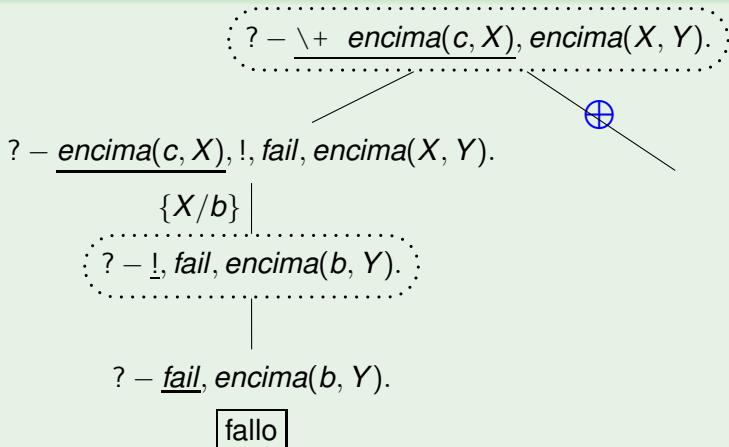 ? − \+ encima(c, X), encima(X, Y).
? − encima(c, X), !, fail, encima(X, Y).
{X/b}
? − !, fail, encima(b, Y).
? − fail, encima(b, Y).
fallo